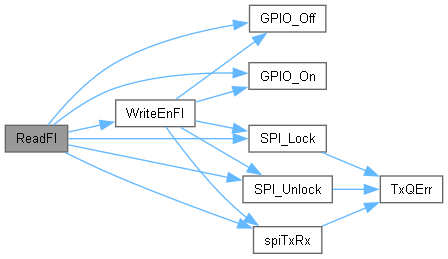 GPIO_Off
GPIO_On
WriteEnFl
ReadFl
SPI_Lock
SPI_Unlock
TxQErr
spiTxRx